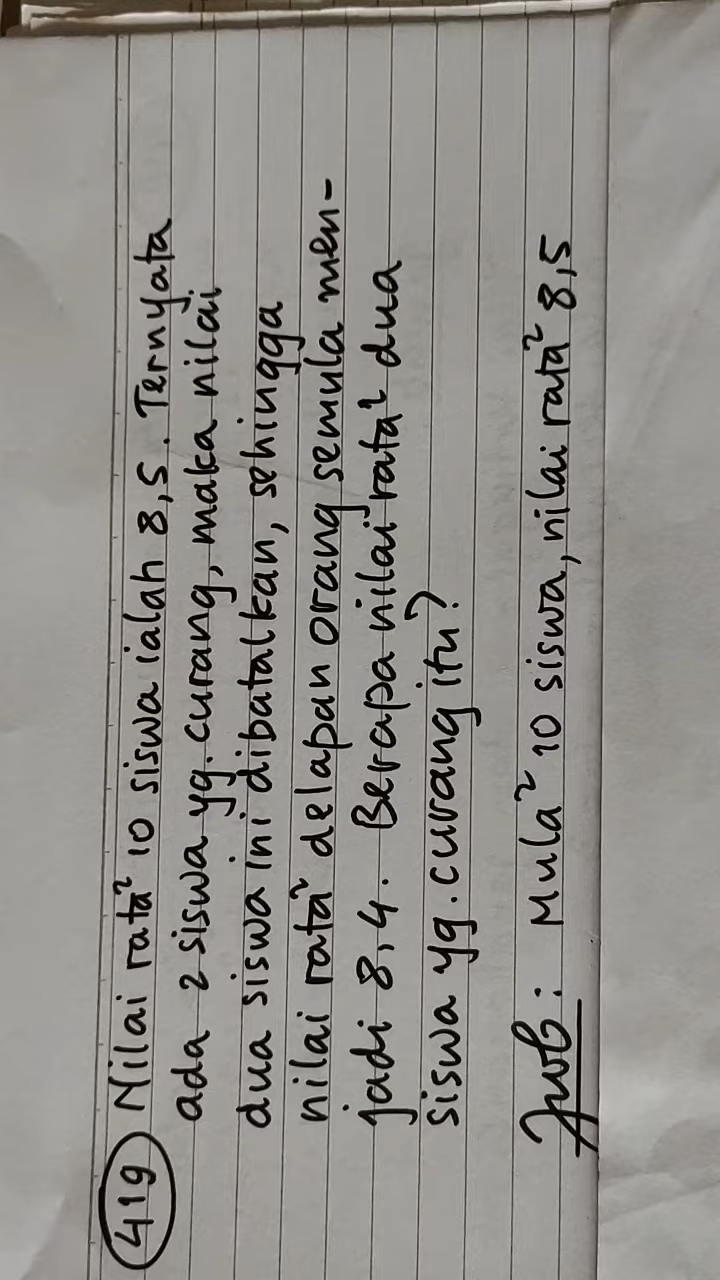 419 Nilai rata² 10 siswa ialah 8,5. Ternyata
ada 2 siswa yg. curang, maka nilai
dua siswa ini dibatalkan, sehingga
nilai rata² delapan orang semula men-
jadi 8,4. Berapa nilai rata² dua
siswa yg. curang itu?
Jwb: Mula² 10 siswa, nilai rata² 8,5